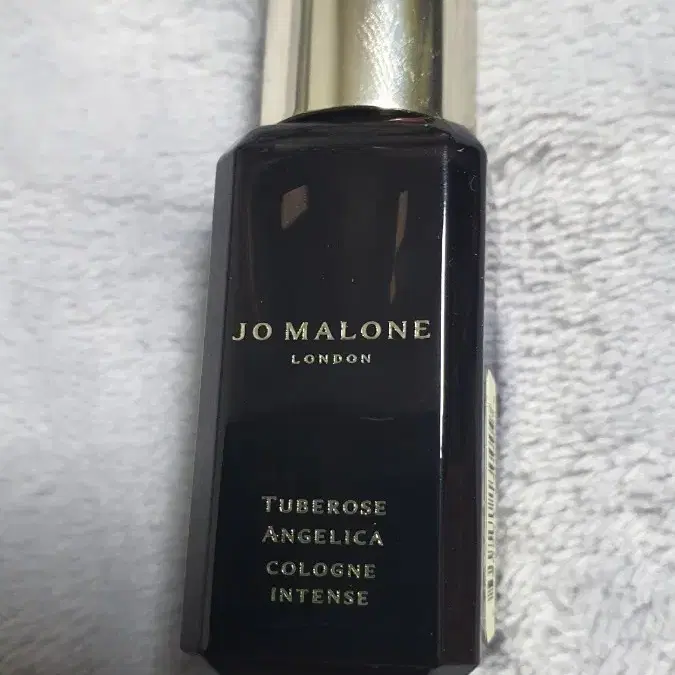 JO MALONE
LONDON
TUBEROSE
ANGELICA
COLOGNE
INTENSE